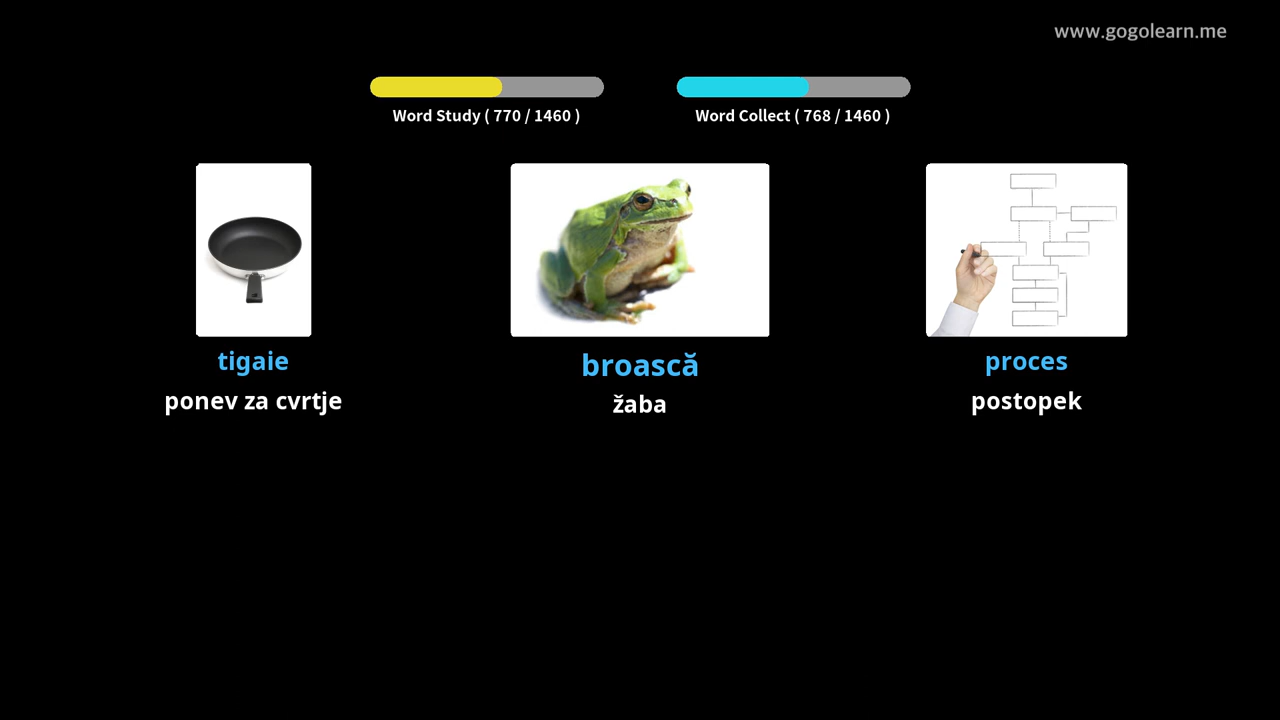 www.gogolearn.me
Word Study ( 770 / 1460 )
Word Collect ( 768 / 1460 )
tigaie
broască
proces
ponev za cvrtje
žaba
postopek